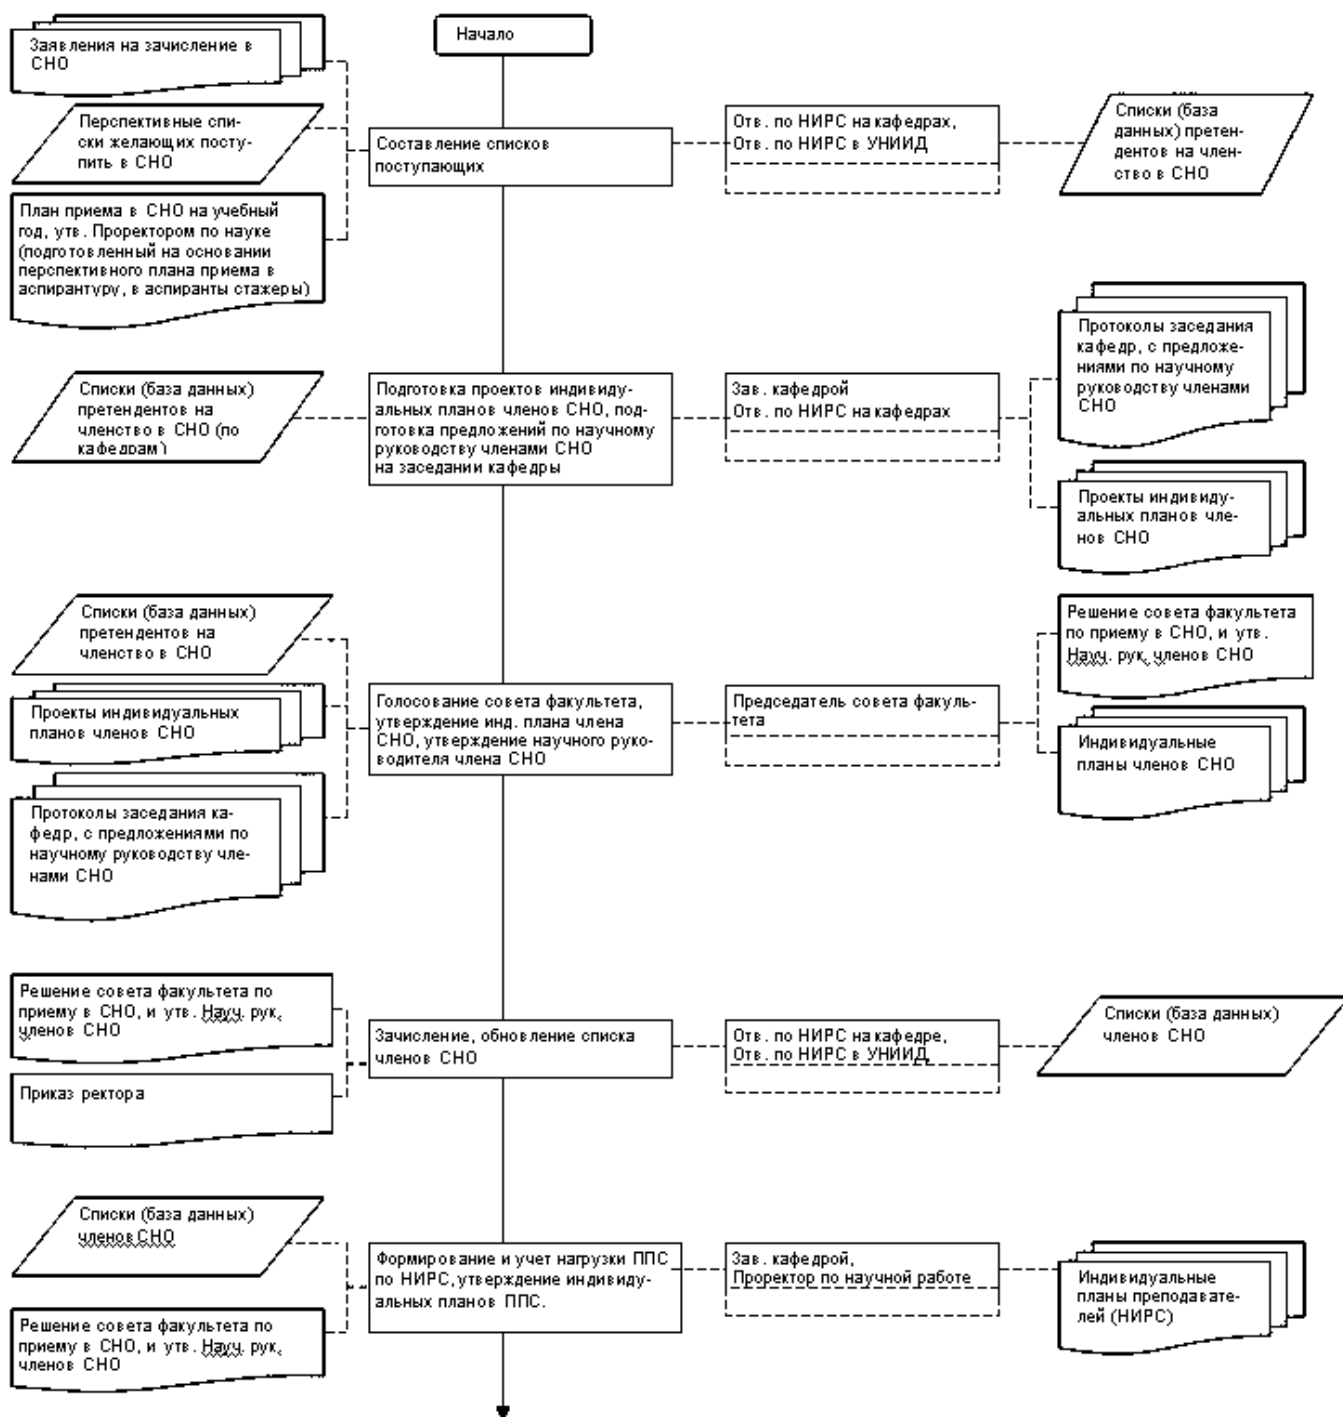 Начало
Заявления на зачисление в
СНО
Перспективные спи-
ски желающих посту-
пить в СНО
План приема в СНО на учебный
год, утв. Проректором по науке
(подготовленный на основании
перспективного плана приема в
аспирантуру, в аспиранты стажеры)
Составление списков
поступающих
Отв. по НИРС на кафедрах,
Отв. по НИРС в УНИИД
Списки (база
данных) претен-
дентов на член-
ство в СНО
Списки (база данных)
претендентов на
членство в СНО (по
кафедрам)
Подготовка проектов индивиду-
альных планов членов СНО, под-
готовка предложений по научному
руководству членами СНО
на заседании кафедры
Зав. кафедрой
Отв. по НИРС на кафедрах
Протоколы заседания
кафедр, с предложе-
ниями по научному
руководству членами
СНО
Проекты индивиду-
альных планов чле-
нов СНО
Списки (база данных)
претендентов на
членство в СНО
Проекты индивидуальных
планов членов СНО
Протоколы заседания ка-
федр, с предложениями по
научному руководству чле-
нами СНО
Голосование совета факультета,
утверждение инд. плана члена
СНО, утверждение научного руко-
водителя члена СНО
Председатель совета факуль-
тета
Решение совета факультета
по приему в СНО, и утв.
Науч. рук. членов СНО
Индивидуальные
планы членов СНО
Решение совета факультета по
приему в СНО, и утв. Науч. рук.
членов СНО
Приказ ректора
Зачисление, обновление списка
членов СНО
Отв. по НИРС на кафедре,
Отв. по НИРС в УНИИД
Списки (база данных)
членов СНО
Списки (база данных)
членов СНО
Решение совета факультета по
приему в СНО, и утв. Науч. рук.
членов СНО
Формирование и учет нагрузки ППС
по НИРС, утверждение индивиду-
альных планов ППС.
Зав. кафедрой,
Проректор по научной работе
Индивидуальные
планы преподавате-
лей (НИРС)